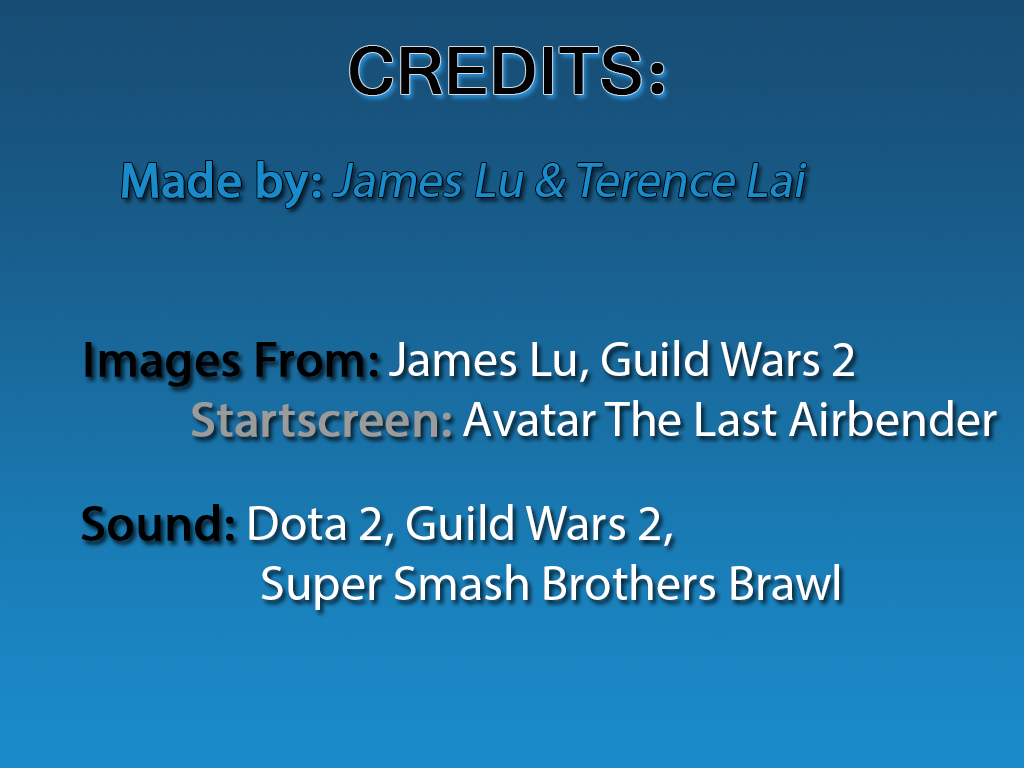 CREDITS:
Made by: James Lu & Terence Lai
Images From: James Lu, Guild Wars 2
Startscreen: Avatar The Last Airbender
Sound: Dota 2, Guild Wars 2,
Super Smash Brothers Brawl